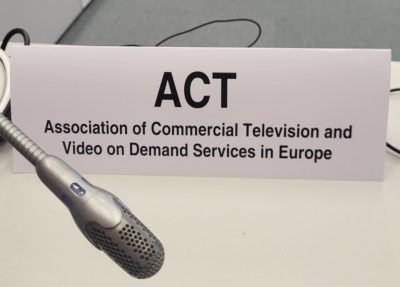 ACT
Association of Commercial Television and
Video on Demand Services in Europe